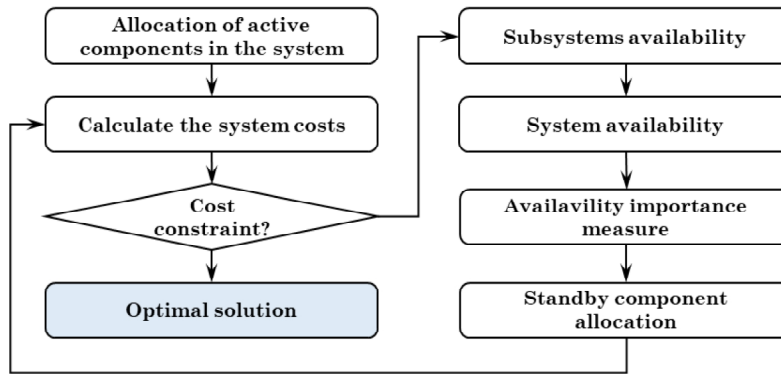 Allocation of active
components in the system
Calculate the system costs
Cost
constraint?
Optimal solution
Subsystems availability
System availability
Availavility importance
measure
Standby component
allocation